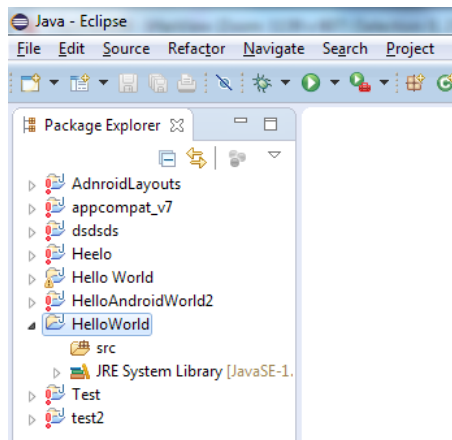 Java - Eclipse
File Edit Source Refactor Navigate Search Project
Package Explorer
AdnroidLayouts
appcompat_v7
dsdsds
Heelo
Hello World
HelloAndroidWorld2
HelloWorld
src
JRE System Library [JavaSE-1.
Test
test2